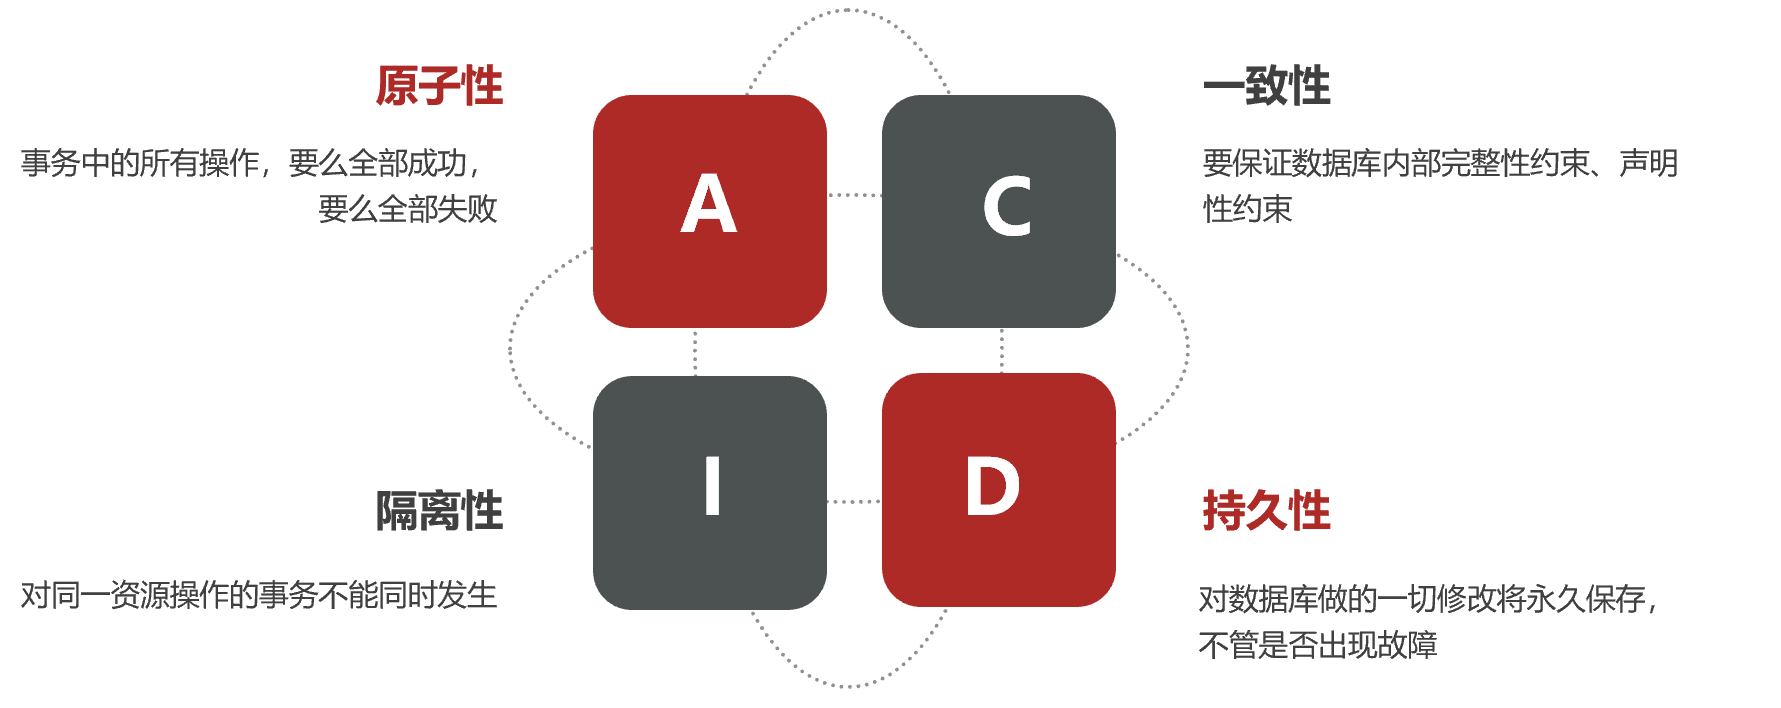 原子性
事务中的所有操作，要么全部成功，
要么全部失败
A
C
一致性
要保证数据库内部完整性约束、声明
性约束
隔离性
对同一资源操作的事务不能同时发生
I
D
持久性
对数据库做的一切修改将永久保存，
不管是否出现故障